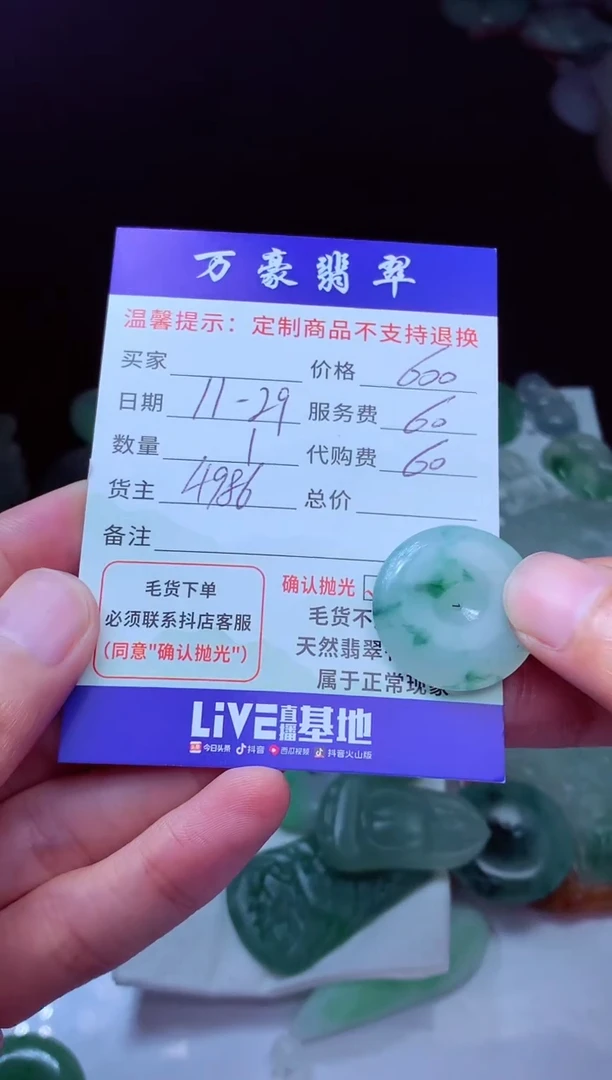 万豪翡翠
温馨提示：定制商品不支持退换
买家 价格 600
日期 11-29 服务费 60
数量 1 代购费 60
货主 4986 总价
备注
毛货下单
必须联系抖店客服
(同意"确认抛光")
确认抛光
毛货不
天然翡翠
属于正常现象
LiVE直播基地
今日头条 抖音 西瓜视频 抖音火山版